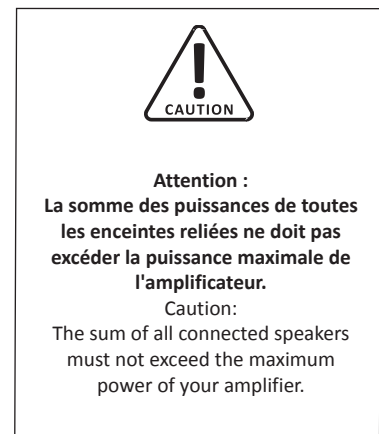 CAUTION
Attention :
La somme des puissances de toutes
les enceintes reliées ne doit pas
excéder la puissance maximale de
l'amplificateur.
Caution:
The sum of all connected speakers
must not exceed the maximum
power of your amplifier.